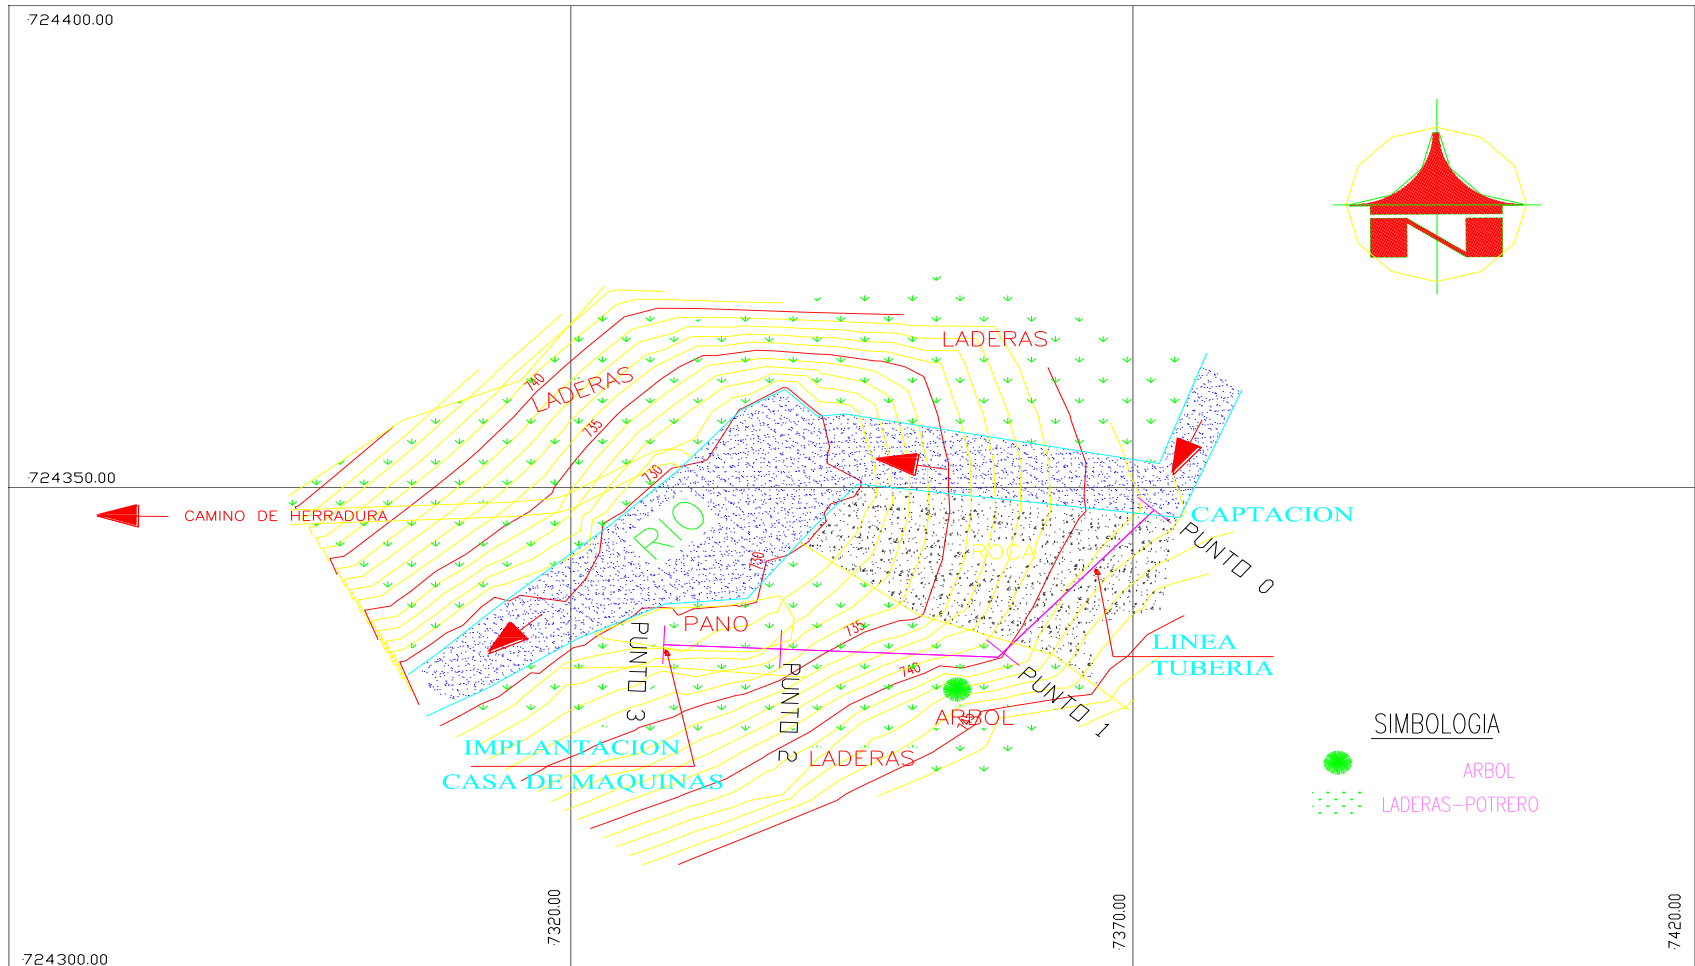 724400.00
LADERAS
LADERAS
740
735
730
724350.00
CAMINO DE HERRADURA
RIO
CAPTACION
PUNTO 0
ROCA
730
PANO
735
740
745
LINEA
TUBERIA
PUNTO 3
PUNTO 2
PUNTO 1
ARBOL
LADERAS
IMPLANTACION
CASA DE MAQUINAS
SIMBOLOGIA
ARBOL
LADERAS-POTRERO
7320.00
7370.00
7420.00
724300.00
N